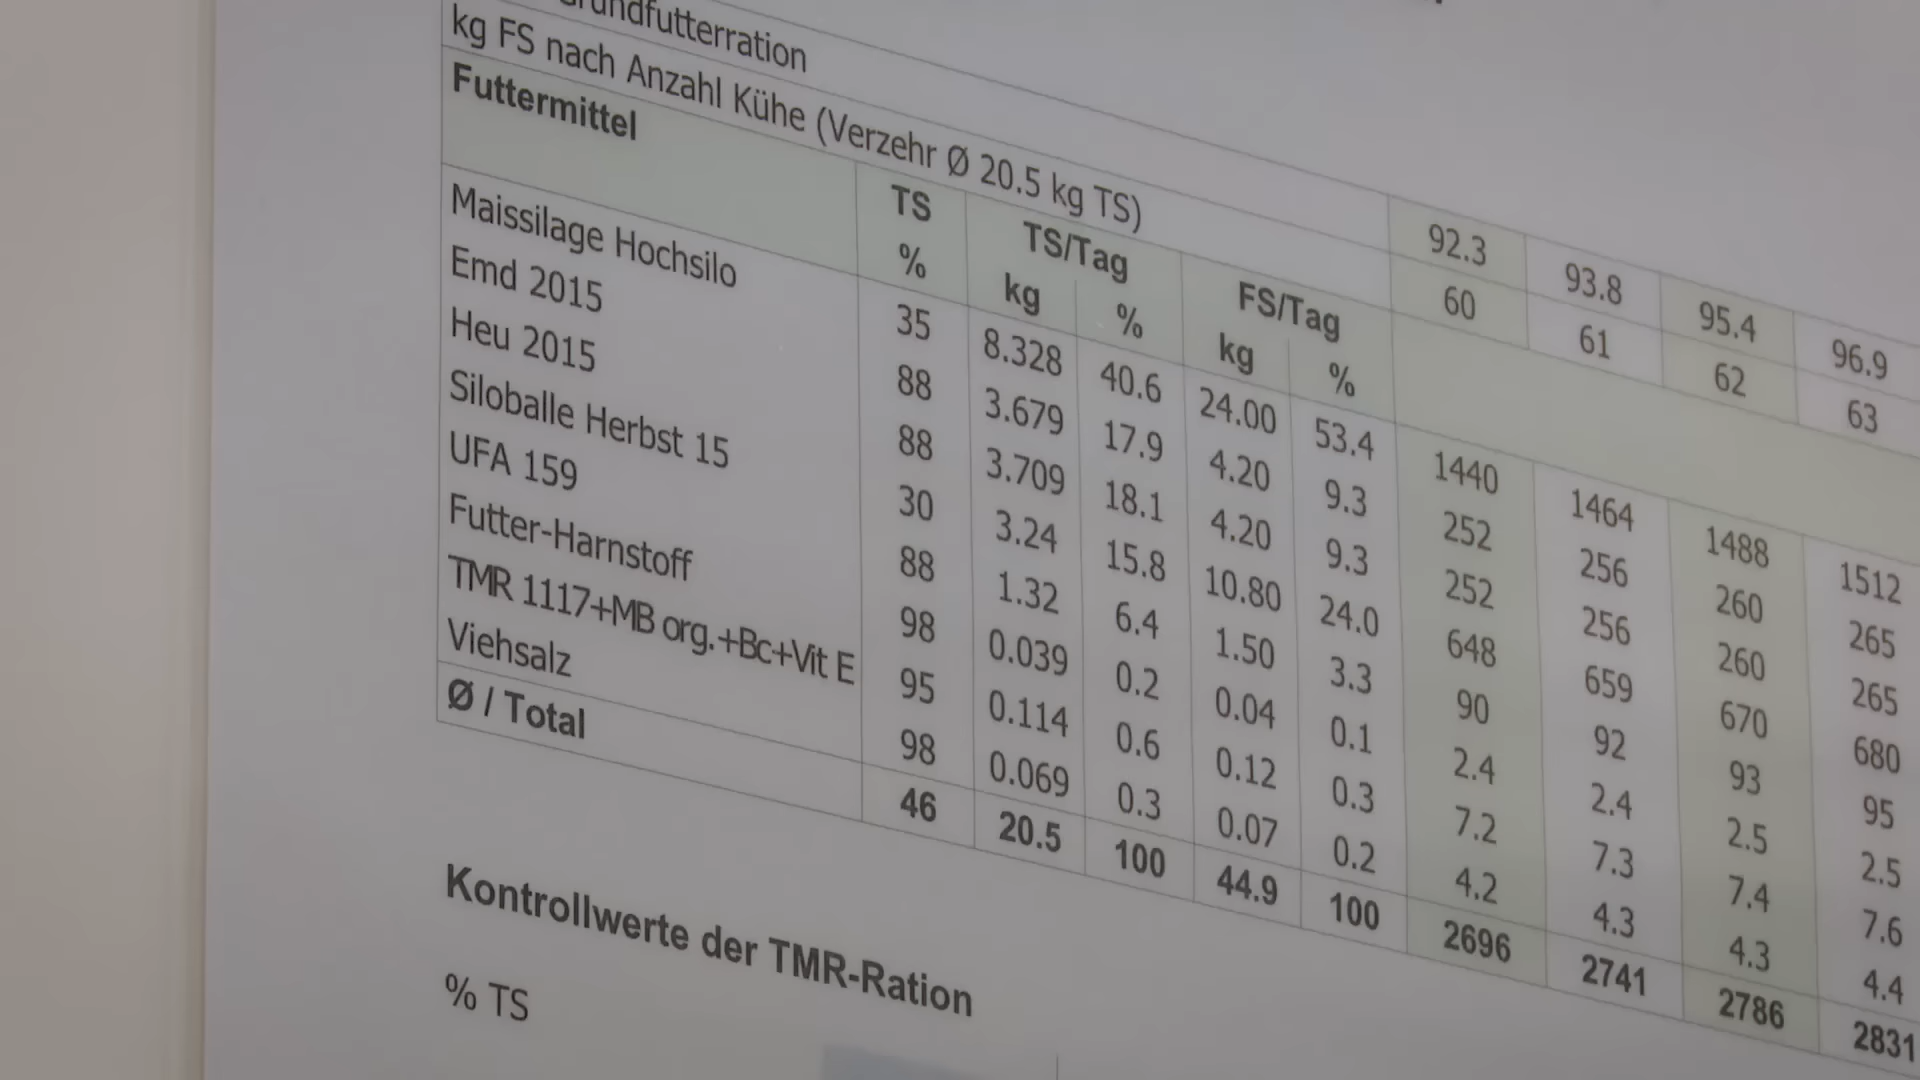 Grundfutterration 92.3 93.8 95.4 96.9
kg FS nach Anzahl Kühe (Verzehr Ø 20.5 kg TS) 60 61 62 63
Futtermittel TS TS/Tag FS/Tag
% kg % kg %
Maissilage Hochsilo 35 8.328 40.6 24.00 53.4 1440 1464 1488 1512
Emd 2015 88 3.679 17.9 4.20 9.3 252 256 260 265
Heu 2015 88 3.709 18.1 4.20 9.3 252 256 260 265
Siloballe Herbst 15 30 3.24 15.8 10.80 24.0 648 659 670 680
UFA 159 88 1.32 6.4 1.50 3.3 90 92 93 95
Futter-Harnstoff 98 0.039 0.2 0.04 0.1 2.4 2.4 2.5 2.5
TMR 1117+MB org.+Bc+Vit E 95 0.114 0.6 0.12 0.3 7.2 7.3 7.4 7.6
Viehsalz 98 0.069 0.3 0.07 0.2 4.2 4.3 4.3 4.4
Ø / Total 46 20.5 100 44.9 100 2696 2741 2786 2831
Kontrollwerte der TMR-Ration
% TS